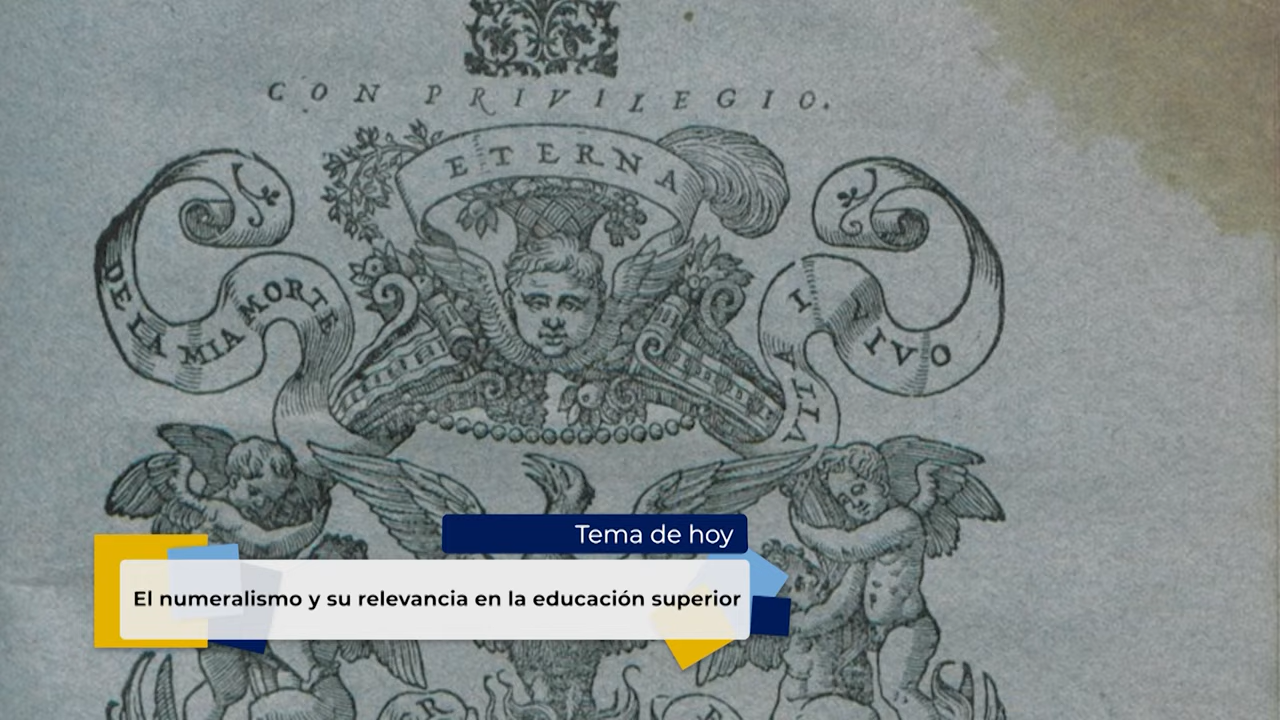 CON PRIVILEGIO.
DE LA MIA MORTE
ETERNA
VITA I VIVO
Tema de hoy
El numeralismo y su relevancia en la educación superior
R